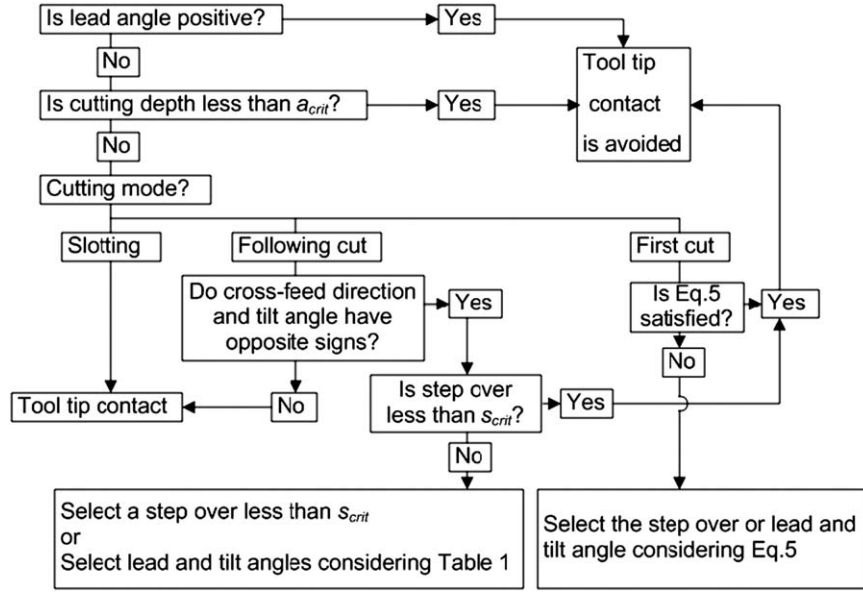 Is lead angle positive?
Yes
No
Tool tip
contact
is avoided
Is cutting depth less than a_crit?
Yes
No
Cutting mode?
Slotting
Following cut
First cut
Do cross-feed direction
and tilt angle have
opposite signs?
Yes
Is Eq.5
satisfied?
Yes
No
Tool tip contact
No
Is step over
less than s_crit?
Yes
No
Select a step over less than s_crit
or
Select lead and tilt angles considering Table 1
Select the step over or lead and
tilt angle considering Eq.5